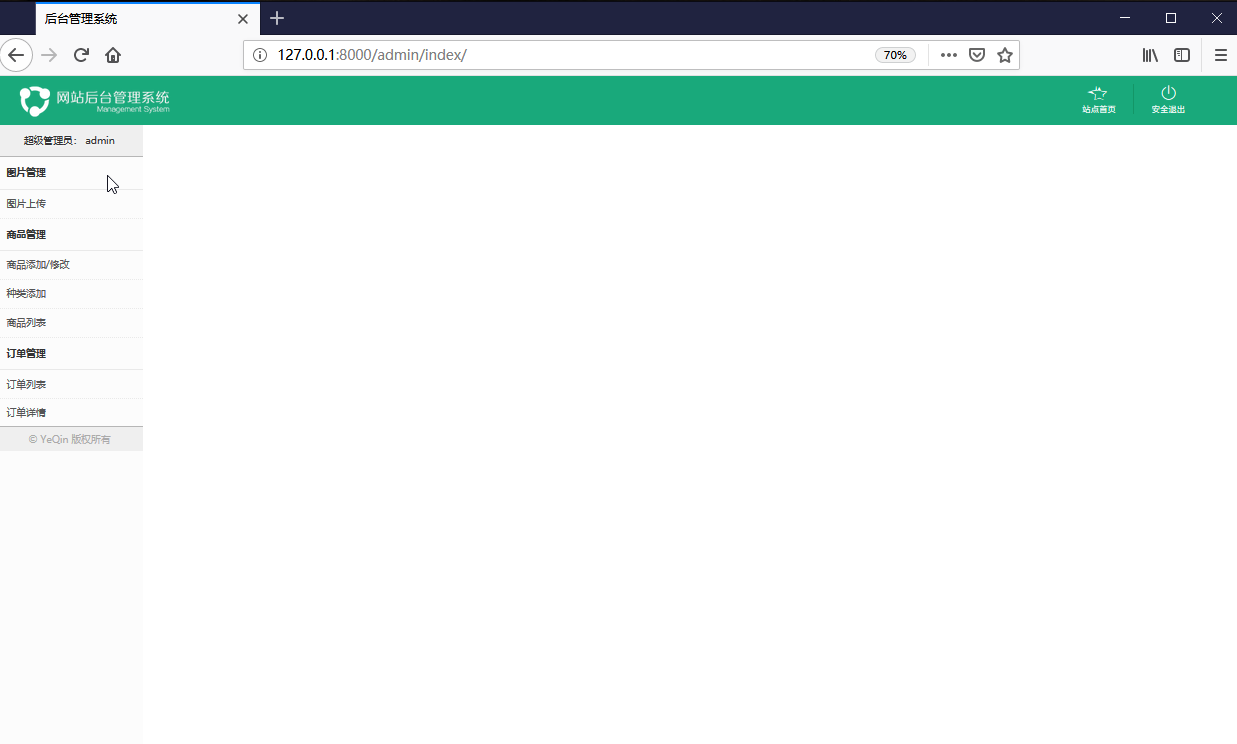 后台管理系统
127.0.0.1:8000/admin/index/
70%
网站后台管理系统
Management System
站点首页
安全退出
超级管理员： admin
图片管理
图片上传
商品管理
商品添加/修改
种类添加
商品列表
订单管理
订单列表
订单详情
© YeQin 版权所有